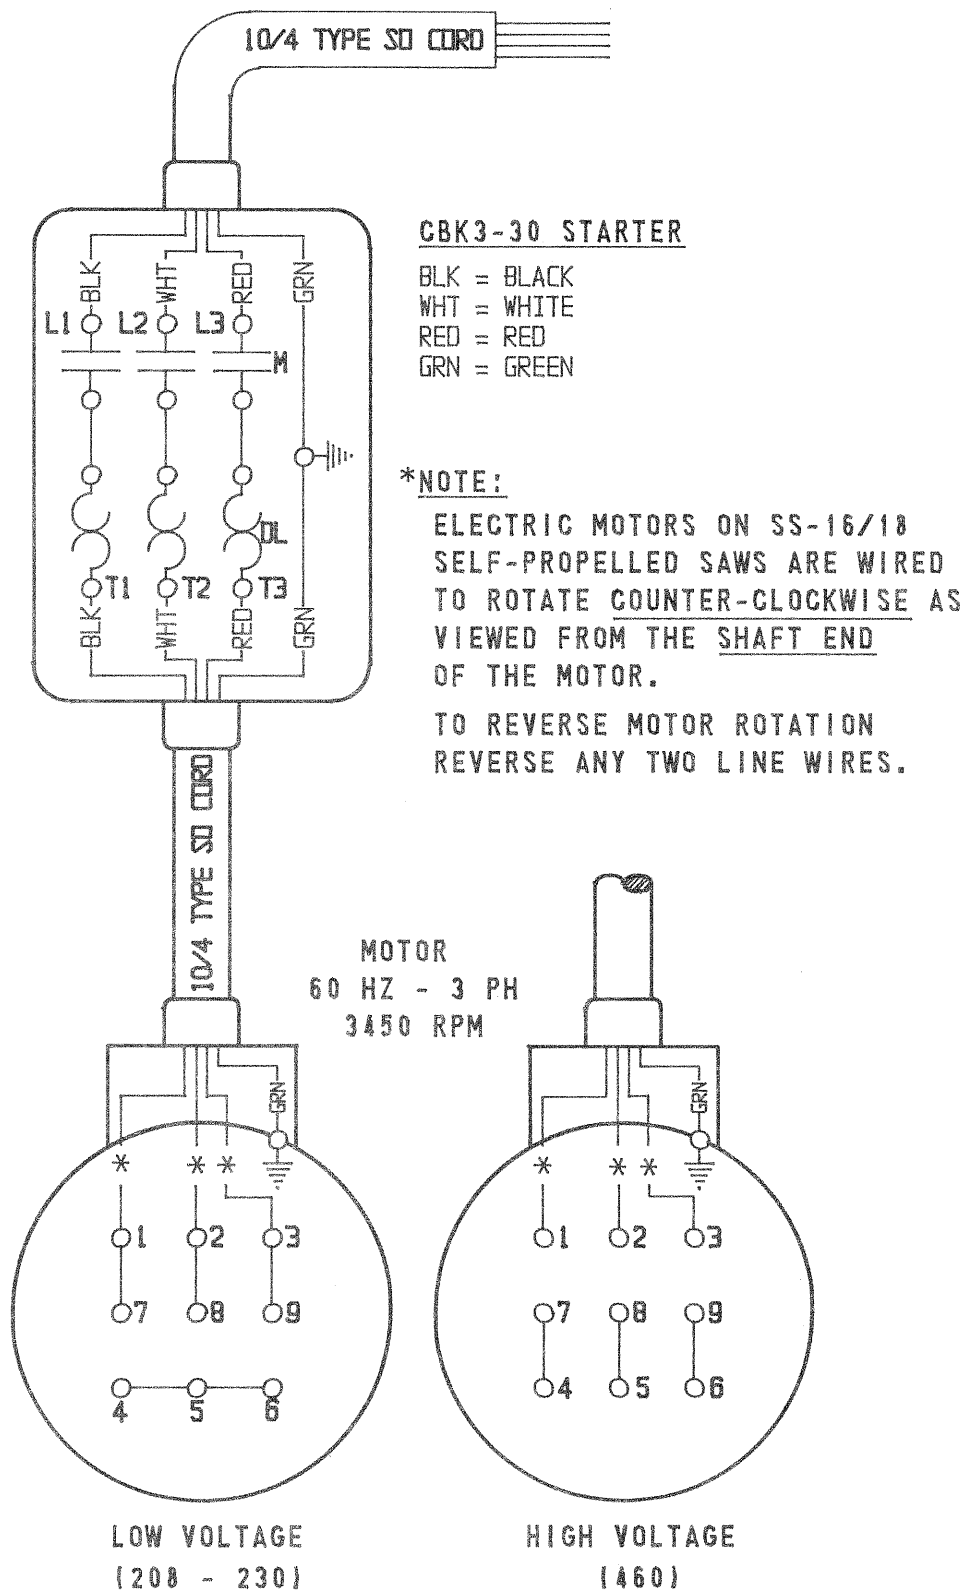 10/4 TYPE SO CORD
BLK WHT RED GRN
L1 L2 L3
M
OL
T1 T2 T3
BLK WHT RED GRN
CBK3-30 STARTER
BLK = BLACK
WHT = WHITE
RED = RED
GRN = GREEN
*NOTE:
ELECTRIC MOTORS ON SS-16/18
SELF-PROPELLED SAWS ARE WIRED
TO ROTATE COUNTER-CLOCKWISE AS
VIEWED FROM THE SHAFT END
OF THE MOTOR.
TO REVERSE MOTOR ROTATION
REVERSE ANY TWO LINE WIRES.
10/4 TYPE SO CORD
MOTOR
60 HZ - 3 PH
3450 RPM
GRN
* * *
1 2 3
7 8 9
4 5 6
LOW VOLTAGE
(208 - 230)
GRN
* * *
1 2 3
7 8 9
4 5 6
HIGH VOLTAGE
(460)